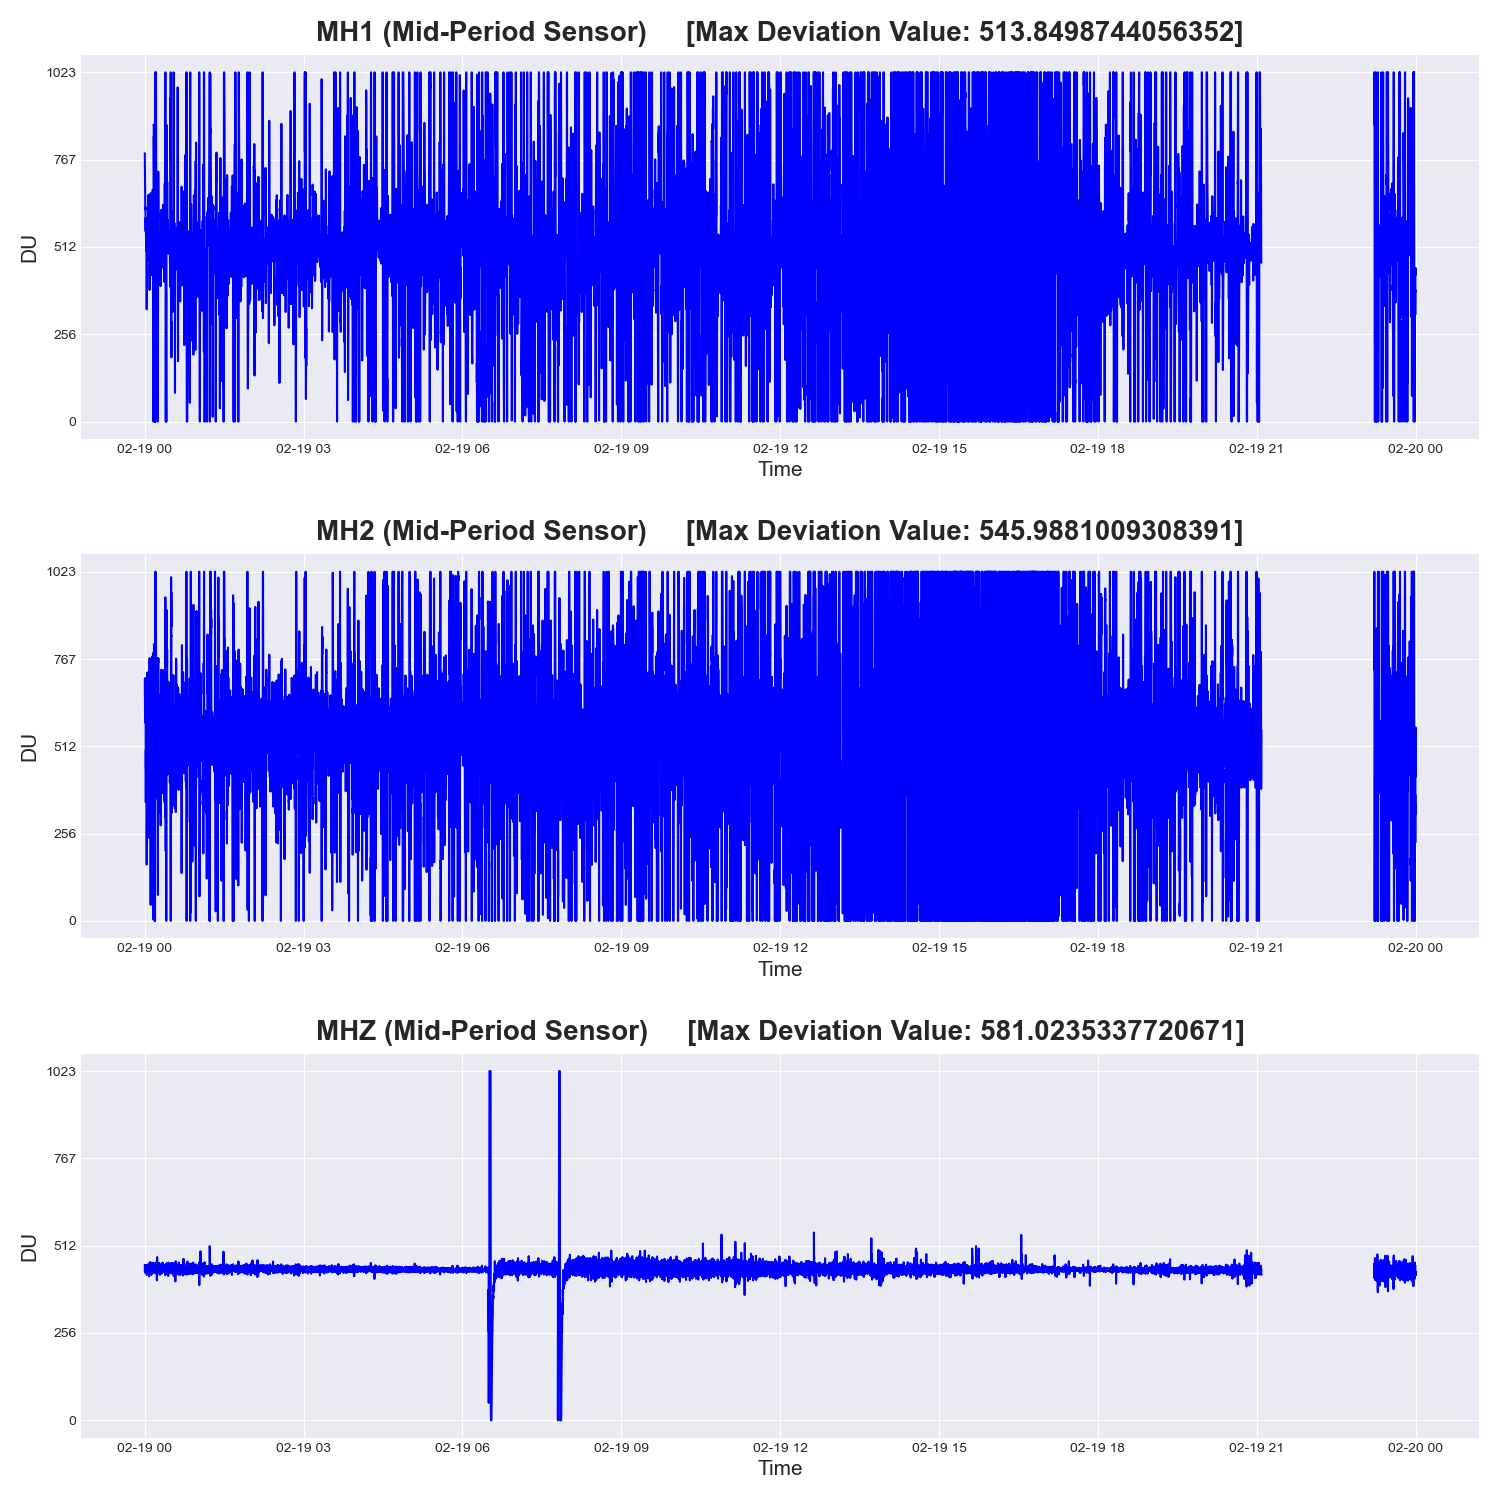 MH1 (Mid-Period Sensor) [Max Deviation Value: 513.8498744056352]
1023
767
512
256
0
DU
02-19 00 02-19 03 02-19 06 02-19 09 02-19 12 02-19 15 02-19 18 02-19 21 02-20 00
Time
MH2 (Mid-Period Sensor) [Max Deviation Value: 545.9881009308391]
1023
767
512
256
0
DU
02-19 00 02-19 03 02-19 06 02-19 09 02-19 12 02-19 15 02-19 18 02-19 21 02-20 00
Time
MHZ (Mid-Period Sensor) [Max Deviation Value: 581.0235337720671]
1023
767
512
256
0
DU
02-19 00 02-19 03 02-19 06 02-19 09 02-19 12 02-19 15 02-19 18 02-19 21 02-20 00
Time